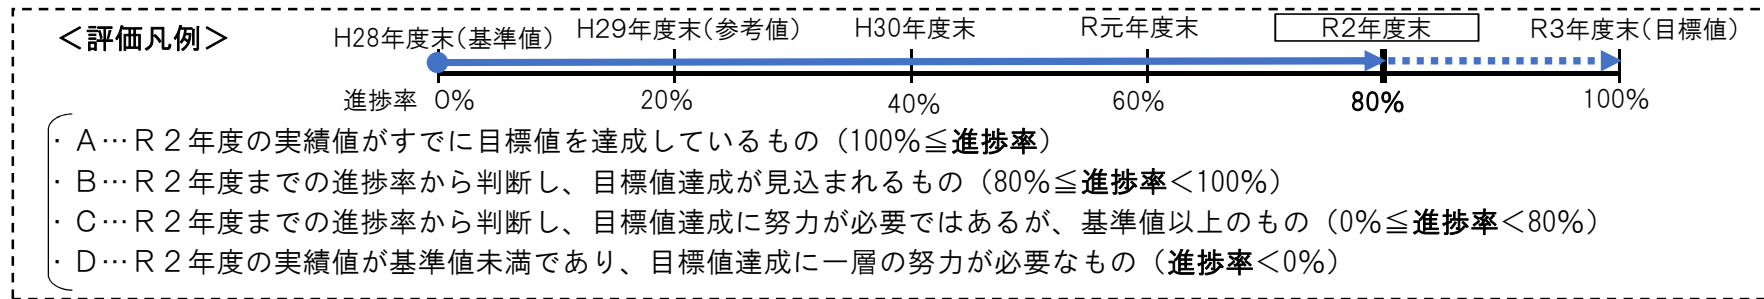 ＜評価凡例＞
H28年度末(基準値) H29年度末(参考値) H30年度末 R元年度末 R2年度末 R3年度末(目標値)
進捗率 0% 20% 40% 60% 80% 100%
・A…R２年度の実績値がすでに目標値を達成しているもの（100%≦進捗率）
・B…R２年度までの進捗率から判断し、目標値達成が見込まれるもの（80%≦進捗率<100%）
・C…R２年度までの進捗率から判断し、目標値達成に努力が必要ではあるが、基準値以上のもの（0%≦進捗率<80%）
・D…R２年度の実績値が基準値未満であり、目標値達成に一層の努力が必要なもの（進捗率<0%）